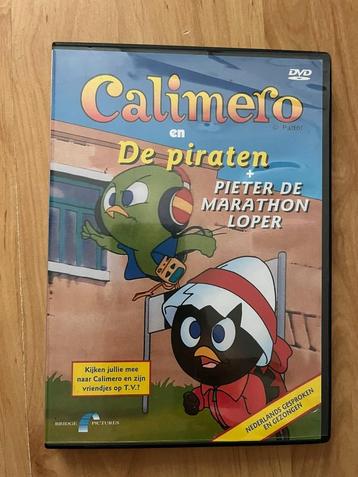 DVD
Calimero
© Pagot
en
De piraten
+
PIETER DE
MARATHON
LOPER
Kijken jullie mee
naar Calimero en zijn
vriendjes op T.V.?
NEDERLANDS GESPROKEN
EN GEZONGEN
BRIDGE PICTURES